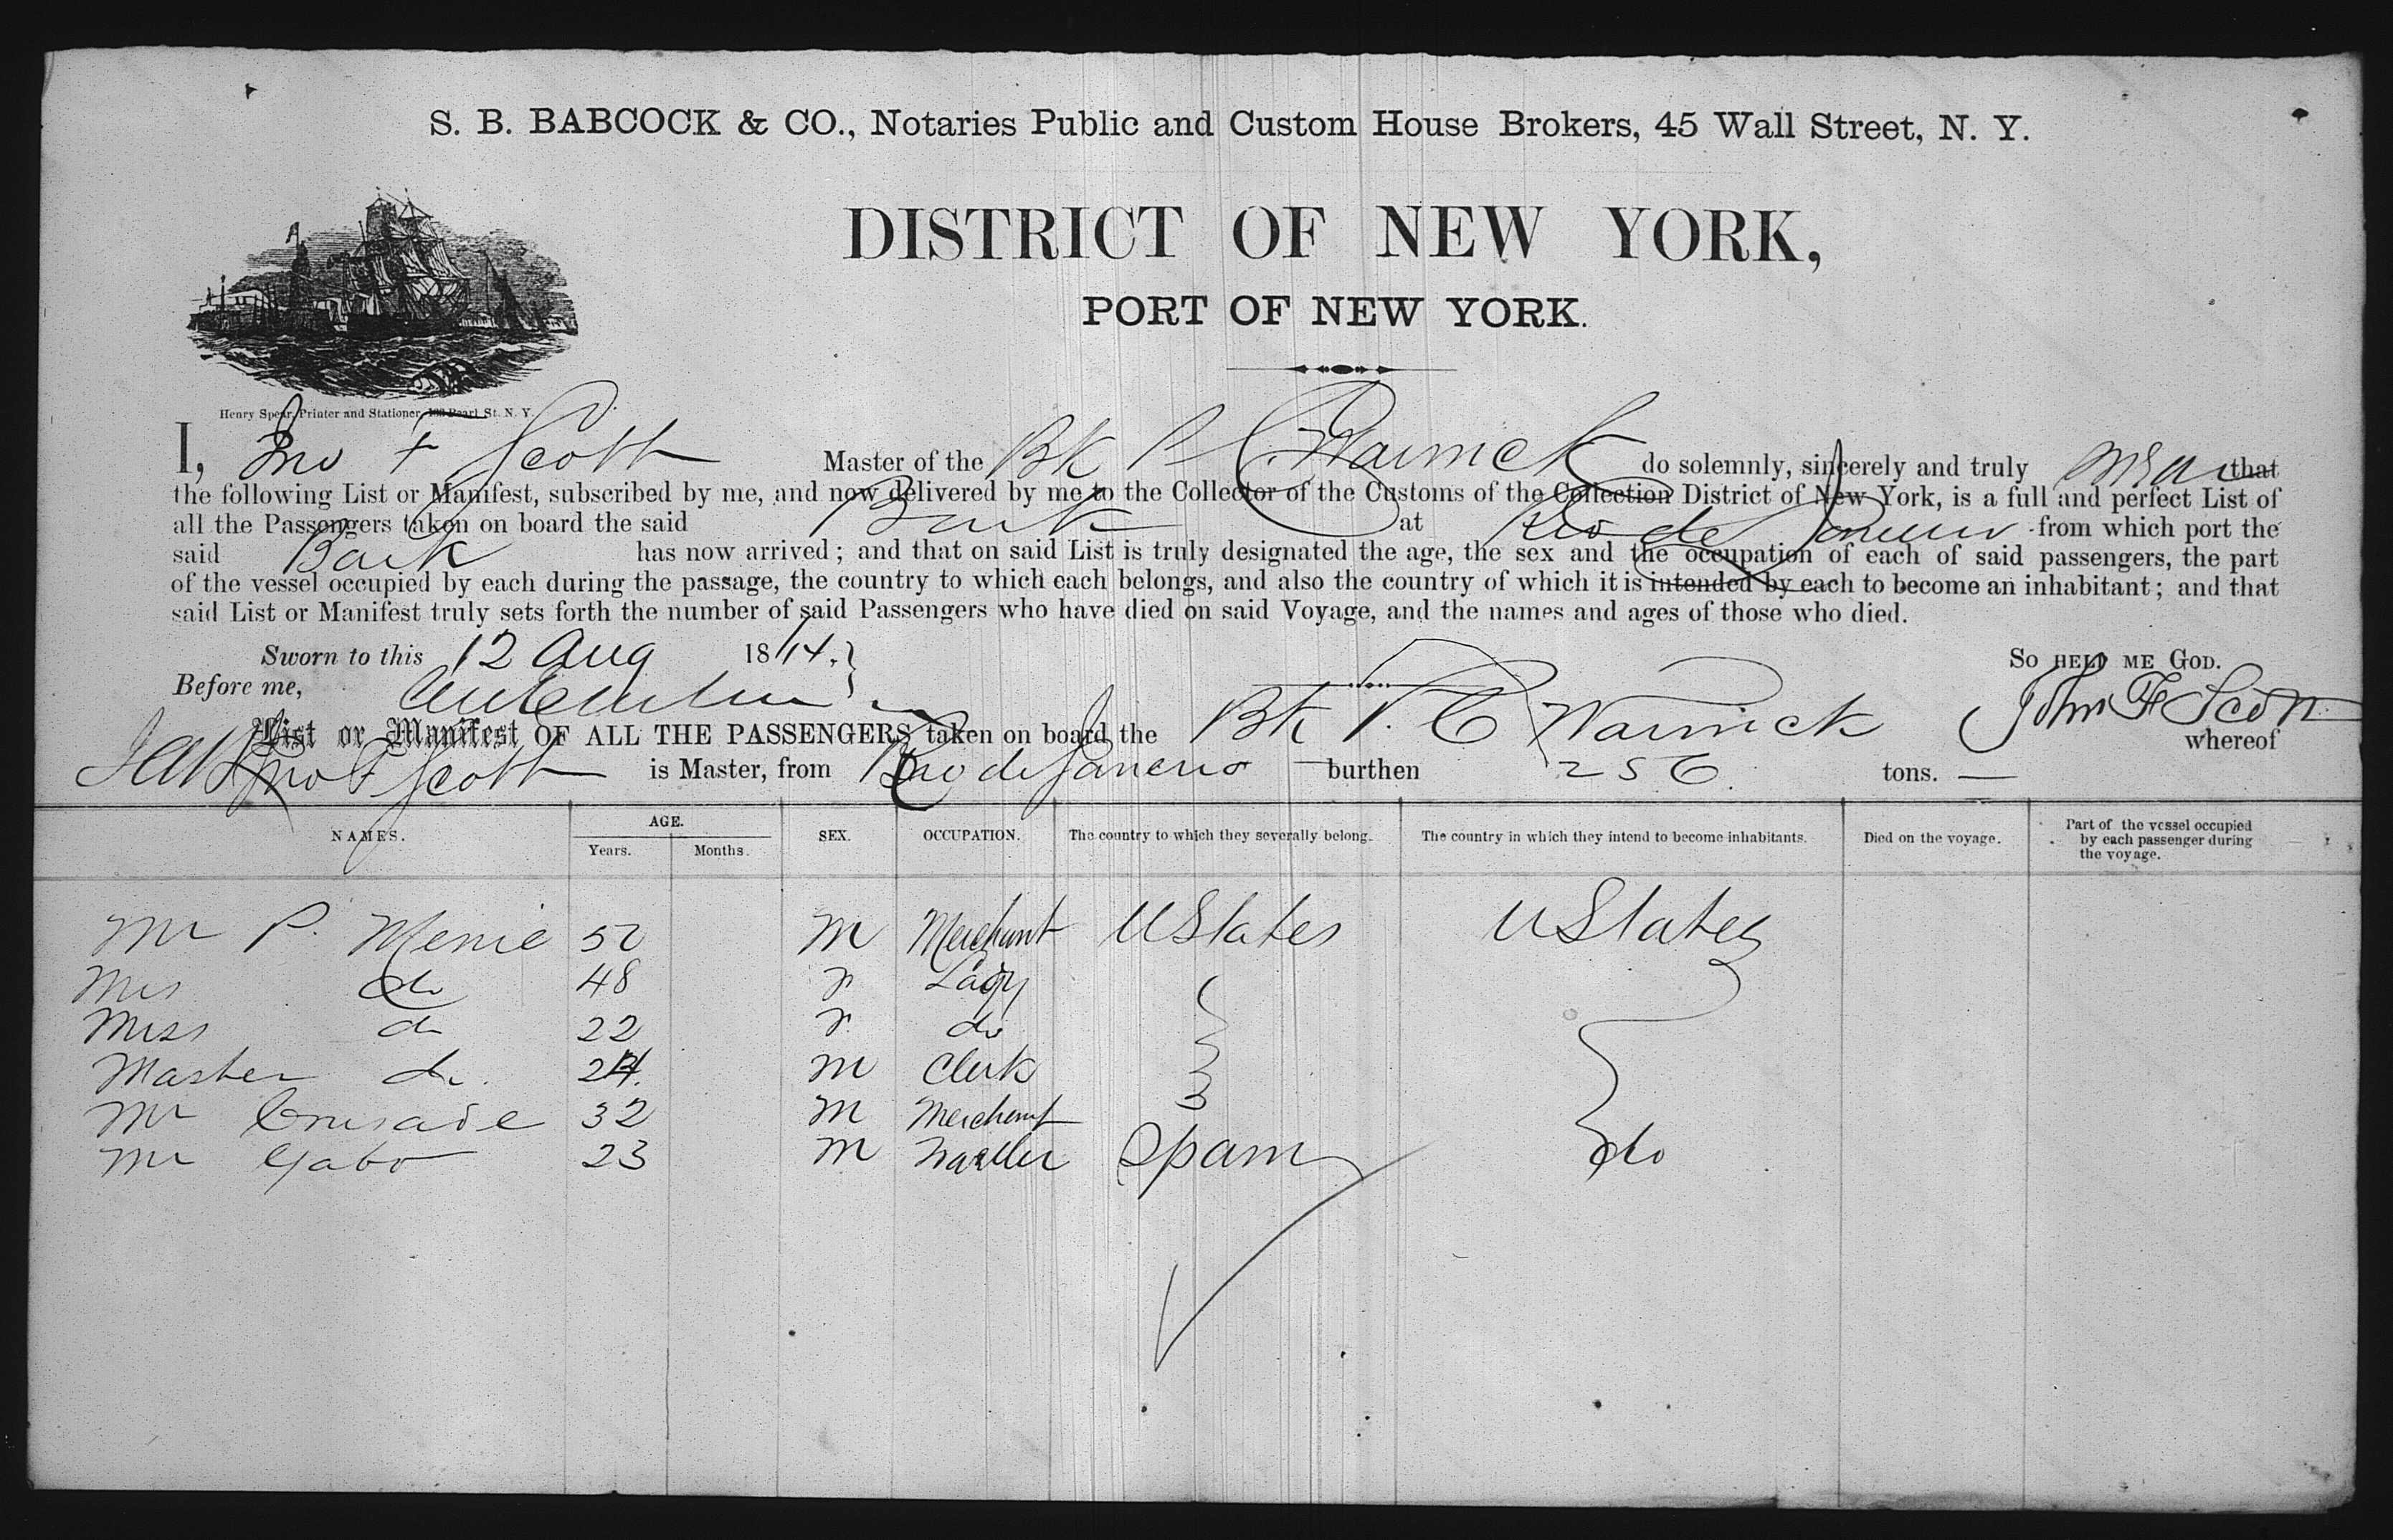 S. B. BABCOCK & CO., Notaries Public and Custom House Brokers, 45 Wall Street, N. Y.
DISTRICT OF NEW YORK,
PORT OF NEW YORK.
Henry Spear, Printer and Stationer, Pearl St. N. Y.
I, Jno F Scott Master of the Bk P C Warwick do solemnly, sincerely and truly swear that
the following List or Manifest, subscribed by me, and now delivered by me to the Collector of the Customs of the Collection District of New York, is a full and perfect List of
all the Passengers taken on board the said Bark at Rio de Janeiro from which port the
said Bark has now arrived; and that on said List is truly designated the age, the sex and the occupation of each of said passengers, the part
of the vessel occupied by each during the passage, the country to which each belongs, and also the country of which it is intended by each to become an inhabitant; and that
said List or Manifest truly sets forth the number of said Passengers who have died on said Voyage, and the names and ages of those who died.
Sworn to this 12 Aug 18 So HELP ME GOD.
Before me, John F Scott
List or Manifest OF ALL THE PASSENGERS taken on board the Bk P. C Warwick whereof
Jno F Scott is Master, from Rio de Janeiro burthen 256 tons.
NAMES. AGE. Years. Months. SEX. OCCUPATION. The country to which they severally belong. The country in which they intend to become inhabitants. Died on the voyage. Part of the vessel occupied by each passenger during the voyage.
Mr P. Menie 52 M Merchant U States U States
Mrs do 48 F Lady
Miss do 22 F do
Master do. M Clerk
Mr Crusade 32 M Merchant
Mr Gabo 23 M Spain do